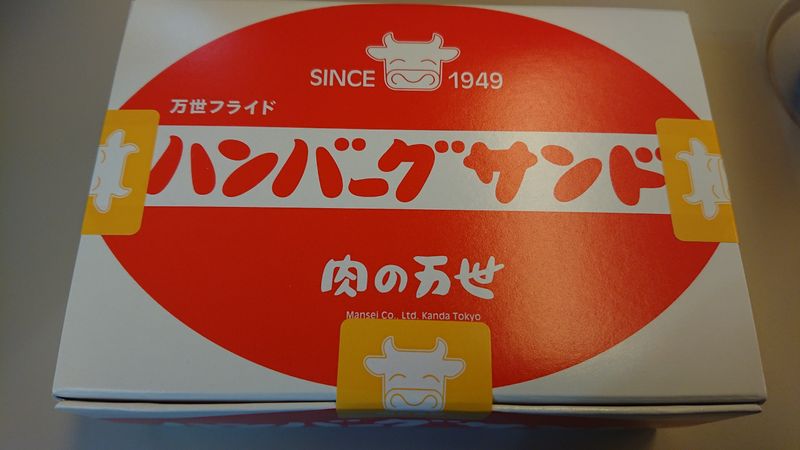 SINCE 1949
万世フライド
ハンバーグサンド
肉の万世
Mansei Co., Ltd. Kanda Tokyo